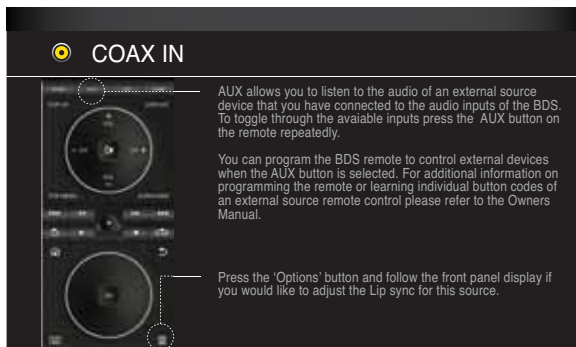 COAX IN
AUX allows you to listen to the audio of an external source
device that you have connected to the audio inputs of the BDS.
To toggle through the avaiable inputs press the  AUX button on
the remote repeatedly.
You can program the BDS remote to control external devices
when the AUX button is selected. For additional information on
programming the remote or learning individual button codes of
an external source remote control please refer to the Owners
Manual.
Press the ‘Options’ button and follow the front panel display if
you would like to adjust the Lip sync for this source.